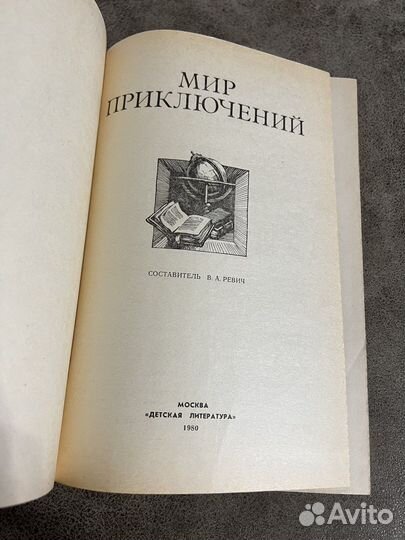 МИР
ПРИКЛЮЧЕНИЙ
СОСТАВИТЕЛЬ В. А. РЕВИЧ
МОСКВА
«ДЕТСКАЯ ЛИТЕРАТУРА»
1980
Avito